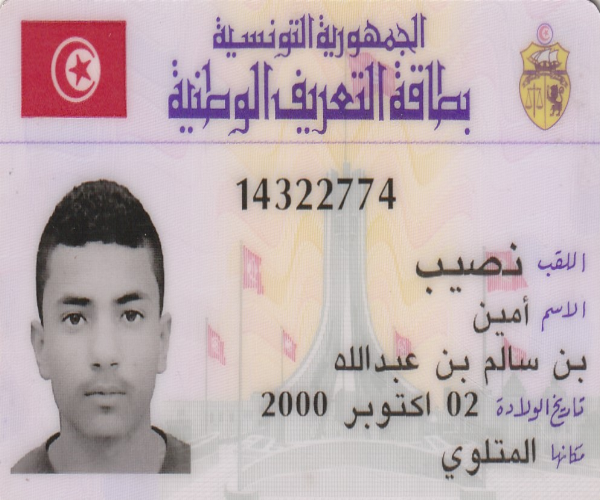 الجمهورية التونسية
بطاقة التعريف الوطنية
14322774
اللقب نصيب
الاسم أمين
بن سالم بن عبدالله
تاريخ الولادة 02 اكتوبر 2000
مكانها المتلوي